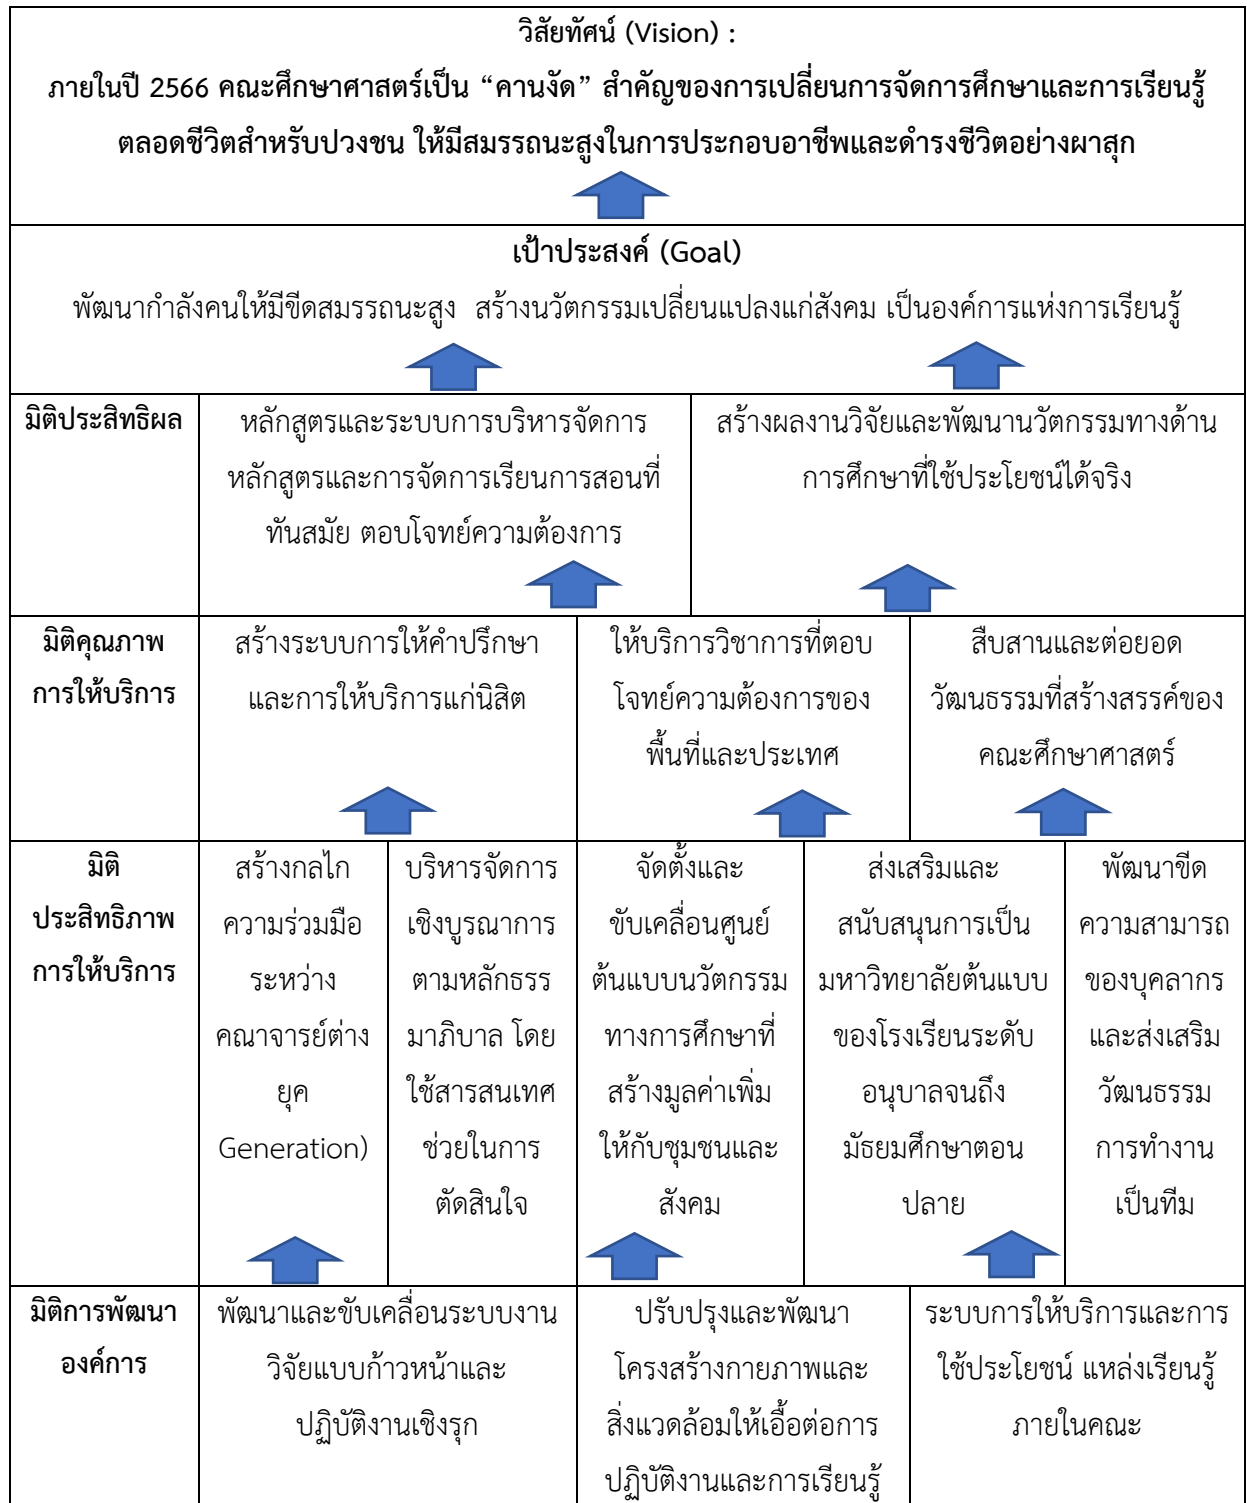 วิสัยทัศน์ (Vision) :
ภายในปี 2566 คณะศึกษาศาสตร์เป็น “คานงัด” สำคัญของการเปลี่ยนการจัดการศึกษาและการเรียนรู้
ตลอดชีวิตสำหรับปวงชน ให้มีสมรรถนะสูงในการประกอบอาชีพและดำรงชีวิตอย่างผาสุก
เป้าประสงค์ (Goal)
พัฒนากำลังคนให้มีขีดสมรรถนะสูง สร้างนวัตกรรมเปลี่ยนแปลงแก่สังคม เป็นองค์การแห่งการเรียนรู้
มิติประสิทธิผล
หลักสูตรและระบบการบริหารจัดการ
หลักสูตรและการจัดการเรียนการสอนที่
ทันสมัย ตอบโจทย์ความต้องการ
สร้างผลงานวิจัยและพัฒนานวัตกรรมทางด้าน
การศึกษาที่ใช้ประโยชน์ได้จริง
มิติคุณภาพ
การให้บริการ
สร้างระบบการให้คำปรึกษา
และการให้บริการแก่นิสิต
ให้บริการวิชาการที่ตอบ
โจทย์ความต้องการของ
พื้นที่และประเทศ
สืบสานและต่อยอด
วัฒนธรรมที่สร้างสรรค์ของ
คณะศึกษาศาสตร์
มิติ
ประสิทธิภาพ
การให้บริการ
สร้างกลไก
ความร่วมมือ
ระหว่าง
คณาจารย์ต่าง
ยุค
Generation)
บริหารจัดการ
เชิงบูรณาการ
ตามหลักธรร
มาภิบาล โดย
ใช้สารสนเทศ
ช่วยในการ
ตัดสินใจ
จัดตั้งและ
ขับเคลื่อนศูนย์
ต้นแบบนวัตกรรม
ทางการศึกษาที่
สร้างมูลค่าเพิ่ม
ให้กับชุมชนและ
สังคม
ส่งเสริมและ
สนับสนุนการเป็น
มหาวิทยาลัยต้นแบบ
ของโรงเรียนระดับ
อนุบาลจนถึง
มัธยมศึกษาตอน
ปลาย
พัฒนาขีด
ความสามารถ
ของบุคลากร
และส่งเสริม
วัฒนธรรม
การทำงาน
เป็นทีม
มิติการพัฒนา
องค์การ
พัฒนาและขับเคลื่อนระบบงาน
วิจัยแบบก้าวหน้าและ
ปฏิบัติงานเชิงรุก
ปรับปรุงและพัฒนา
โครงสร้างกายภาพและ
สิ่งแวดล้อมให้เอื้อต่อการ
ปฏิบัติงานและการเรียนรู้
ระบบการให้บริการและการ
ใช้ประโยชน์ แหล่งเรียนรู้
ภายในคณะ